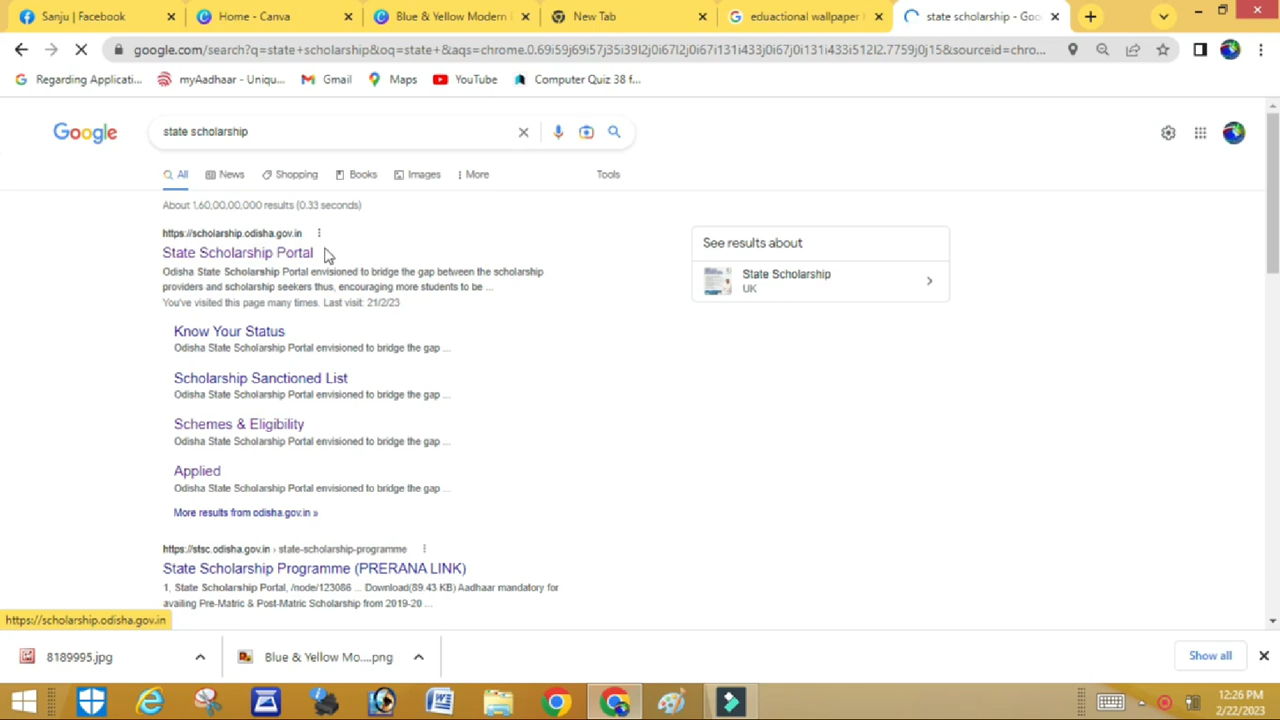 Sanju | Facebook
Home - Canva
Blue & Yellow Modern
New Tab
eduactional wallpaper
state scholarship - Goo
google.com/search?q=state+scholarship&oq=state+&aqs=chrome.0.69i59j69i57j35i39l2j0i67l2j0i67i131i433j0i67j0i131i433i512l2.7759j0j15&sourceid=chro...
Regarding Applicati...
myAadhaar - Uniqu...
Gmail
Maps
YouTube
Computer Quiz 38 f...
Google
state scholarship
All
News
Shopping
Books
Images
More
Tools
About 1,60,00,00,000 results (0.33 seconds)
https://scholarship.odisha.gov.in
State Scholarship Portal
Odisha State Scholarship Portal envisioned to bridge the gap between the scholarship
providers and scholarship seekers thus, encouraging more students to be ...
You've visited this page many times. Last visit: 21/2/23
Know Your Status
Odisha State Scholarship Portal envisioned to bridge the gap ...
Scholarship Sanctioned List
Odisha State Scholarship Portal envisioned to bridge the gap ...
Schemes & Eligibility
Odisha State Scholarship Portal envisioned to bridge the gap ...
Applied
Odisha State Scholarship Portal envisioned to bridge the gap ...
More results from odisha.gov.in »
https://stsc.odisha.gov.in › state-scholarship-programme
State Scholarship Programme (PRERANA LINK)
1, State Scholarship Portal, /node/123086 ... Download(89.43 KB) Aadhaar mandatory for
availing Pre-Matric & Post-Matric Scholarship from 2019-20 ...
See results about
State Scholarship
UK
https://scholarship.odisha.gov.in
8189995.jpg
Blue & Yellow Mo....png
Show all
12:26 PM
2/22/2023